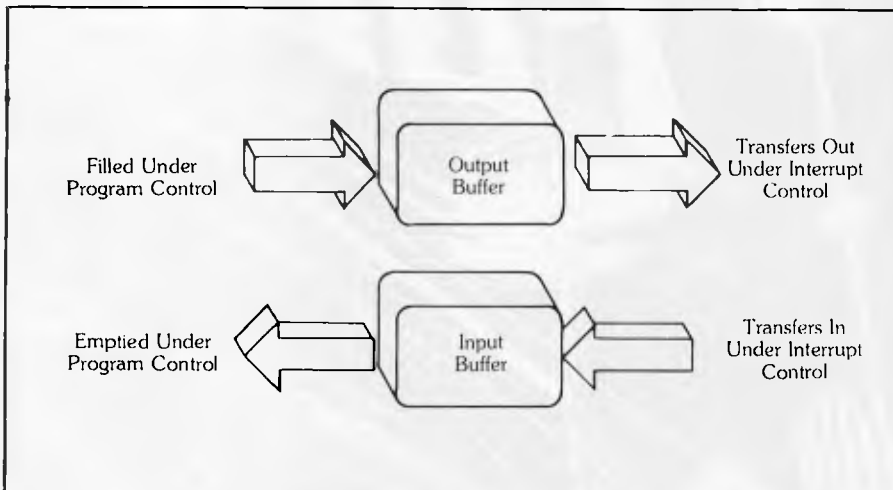 Filled Under
Program Control
Output
Buffer
Transfers Out
Under Interrupt
Control
Emptied Under
Program Control
Input
Buffer
Transfers In
Under Interrupt
Control